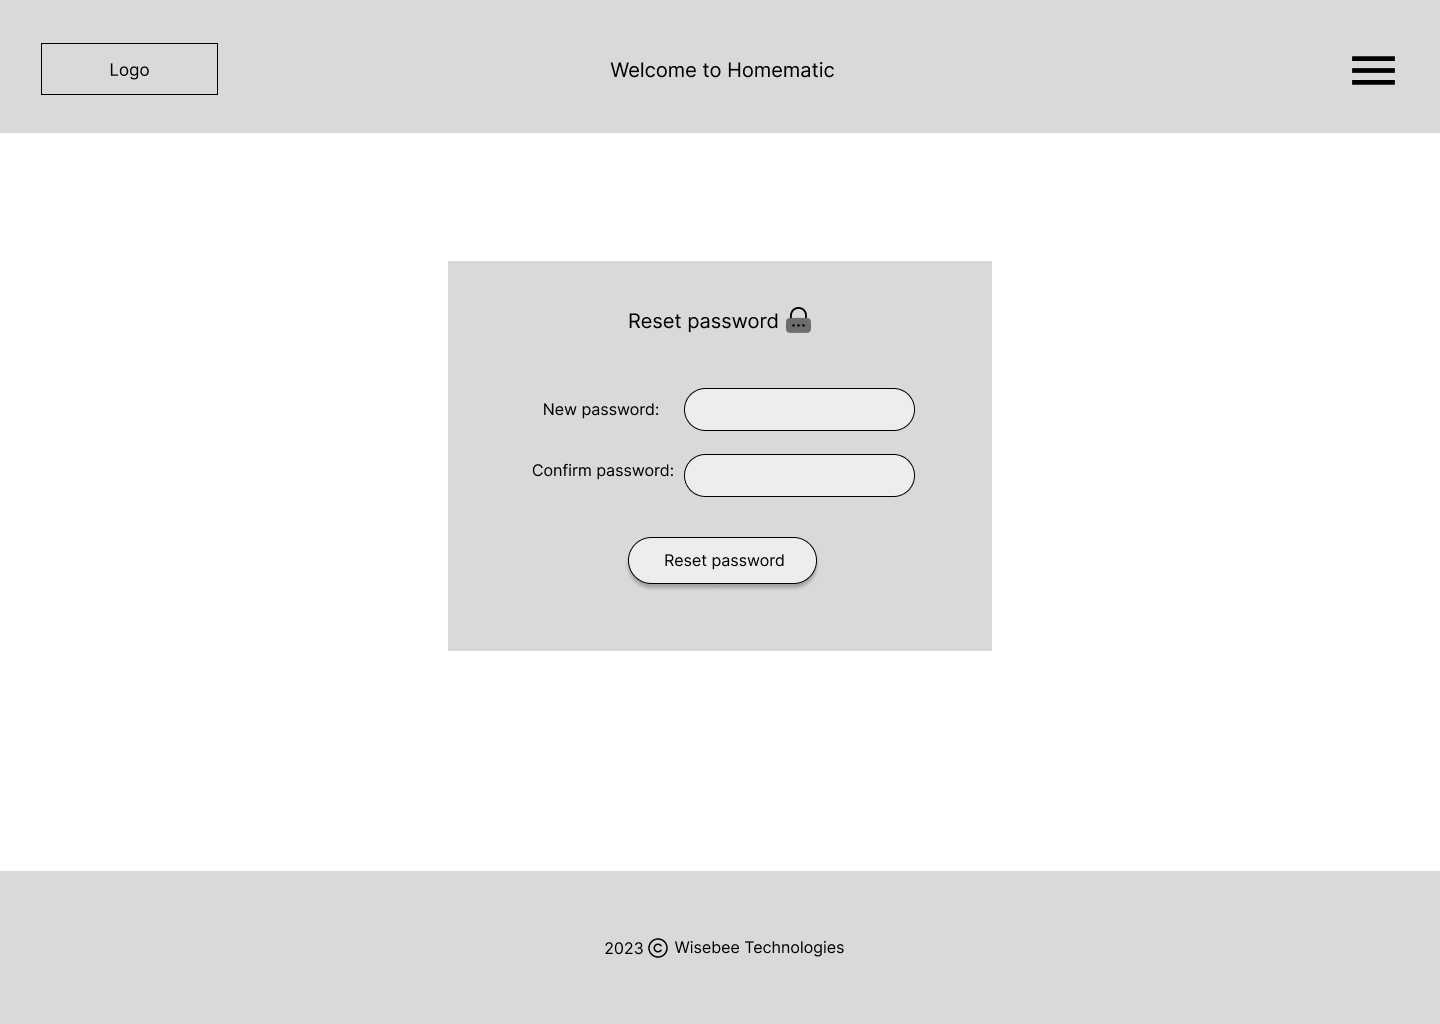 Logo
Welcome to Homematic
Reset password
New password:
Confirm password:
Reset password
2023 © Wisebee Technologies